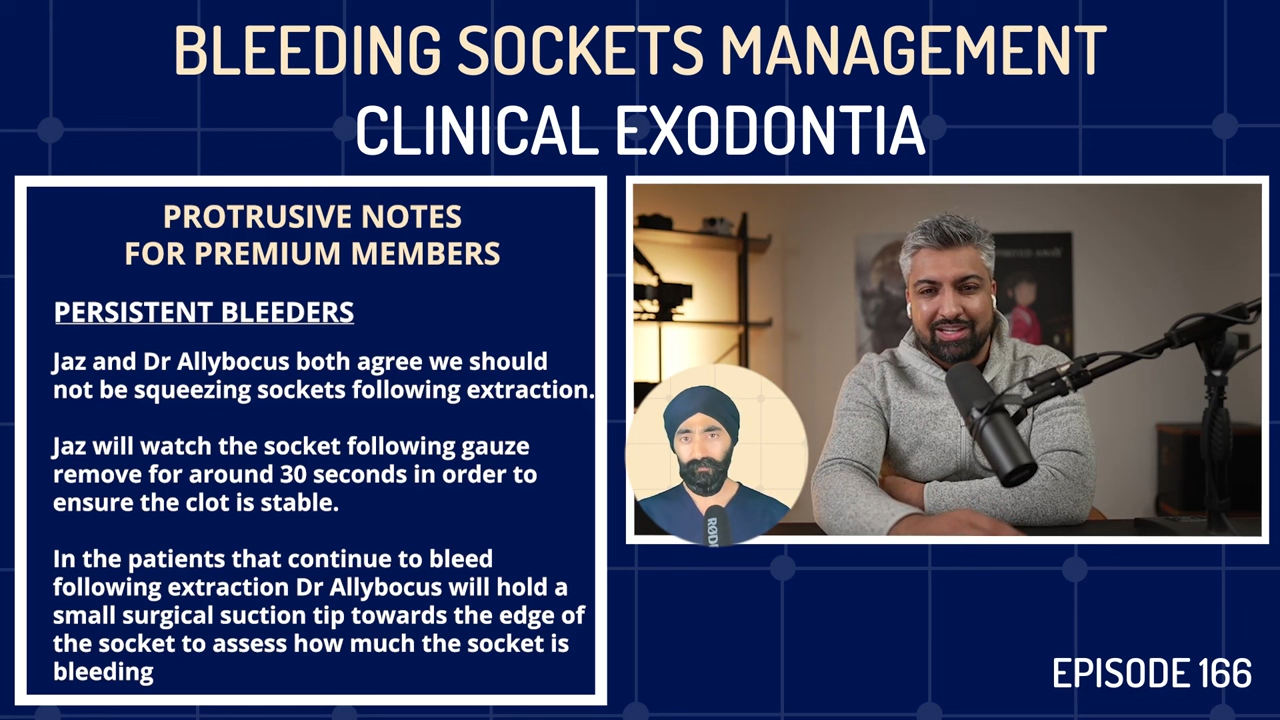 BLEEDING SOCKETS MANAGEMENT
CLINICAL EXODONTIA
PROTRUSIVE NOTES
FOR PREMIUM MEMBERS
PERSISTENT BLEEDERS
Jaz and Dr Allybocus both agree we should
not be squeezing sockets following extraction.
Jaz will watch the socket following gauze
remove for around 30 seconds in order to
ensure the clot is stable.
In the patients that continue to bleed
following extraction Dr Allybocus will hold a
small surgical suction tip towards the edge of
the socket to assess how much the socket is
bleeding
RØDE
EPISODE 166